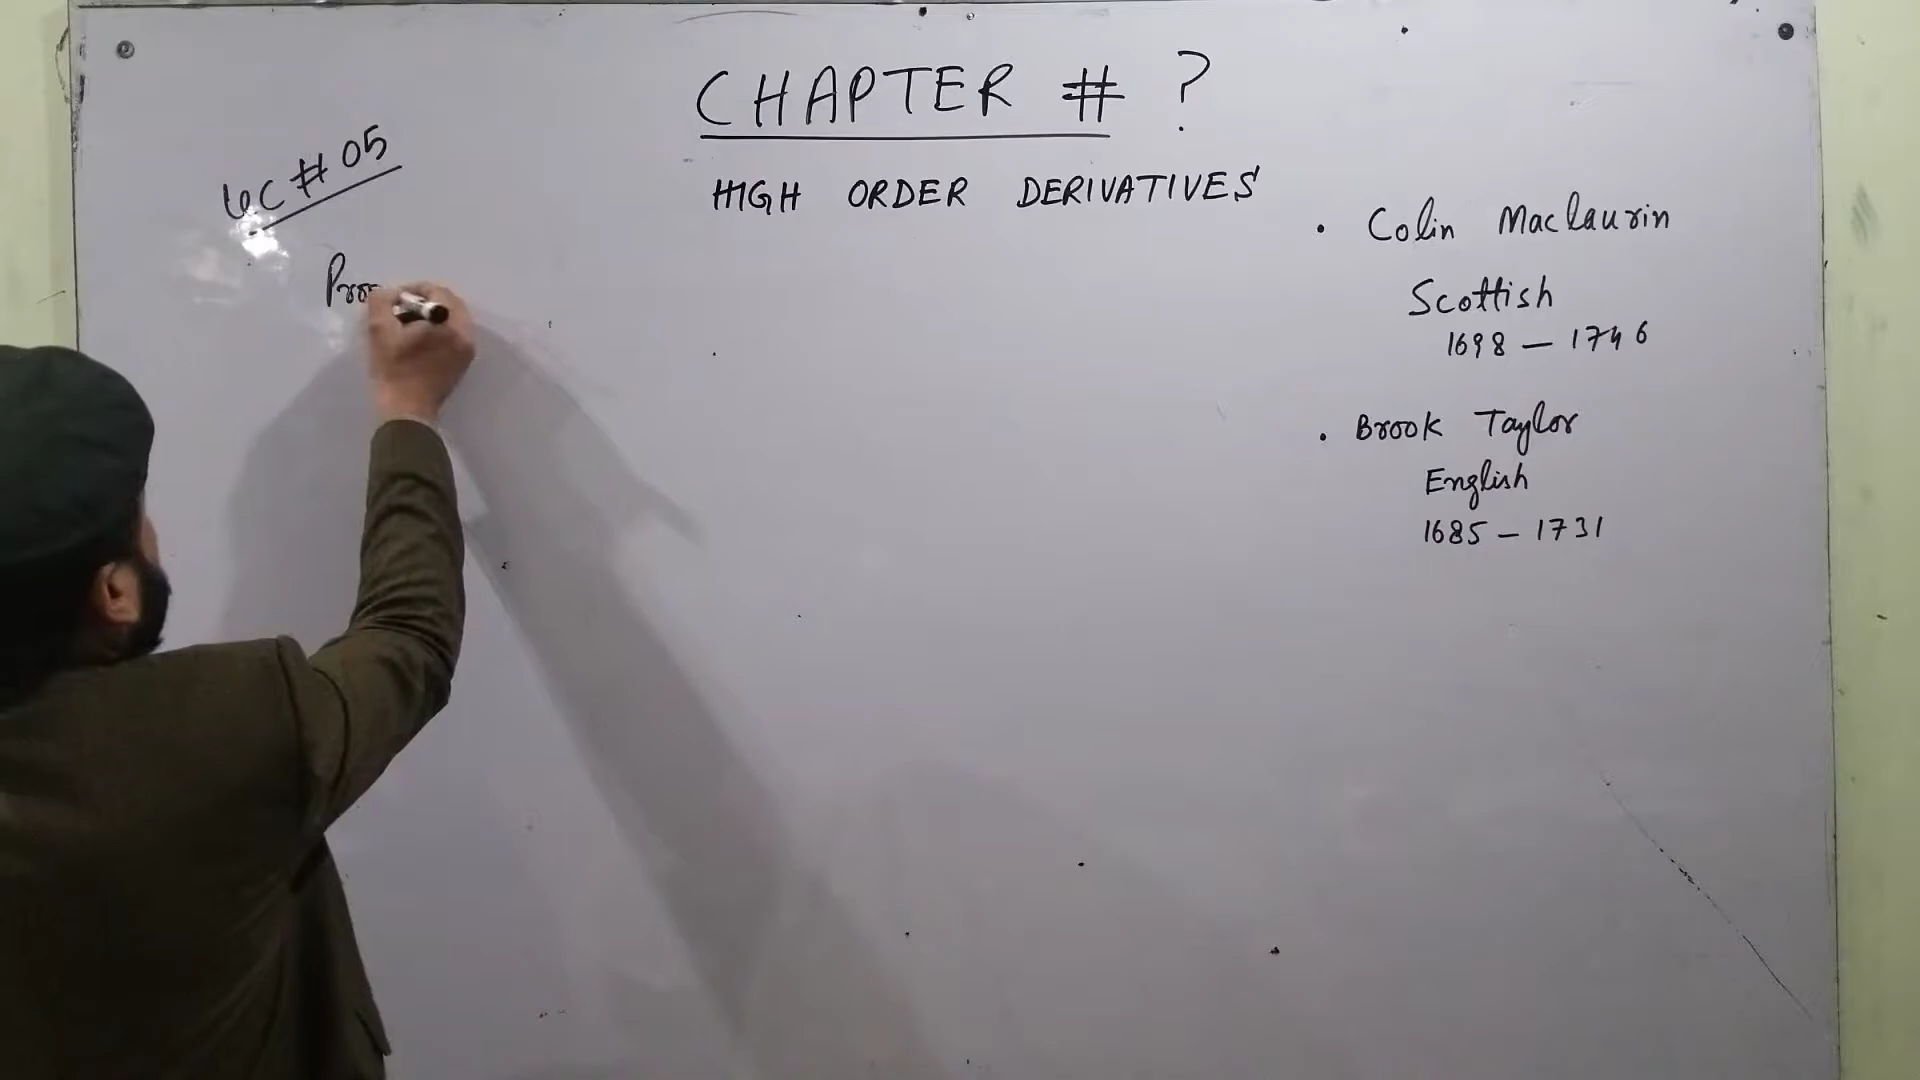 CHAPTER # ?
HIGH ORDER DERIVATIVES
Lec # 05
. Colin Maclaurin
Scottish
1698 – 1746
. Brook Taylor
English
1685 – 1731